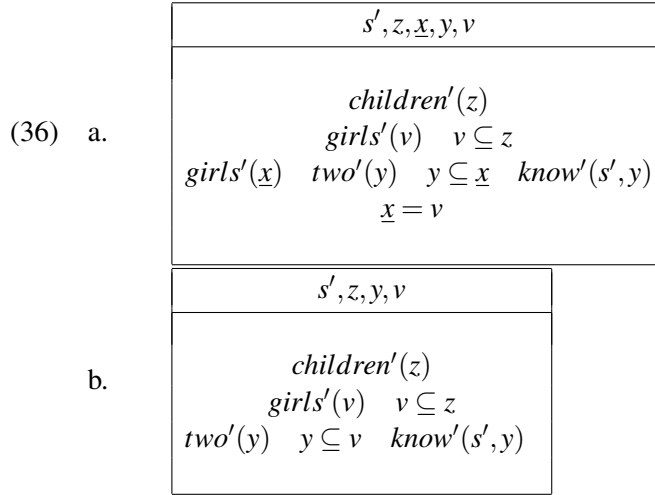 s′, z, x, y, v
(36) a.
children′(z)
girls′(v) v ⊆ z
girls′(x) two′(y) y ⊆ x know′(s′, y)
x = v
s′, z, y, v
b.
children′(z)
girls′(v) v ⊆ z
two′(y) y ⊆ v know′(s′, y)